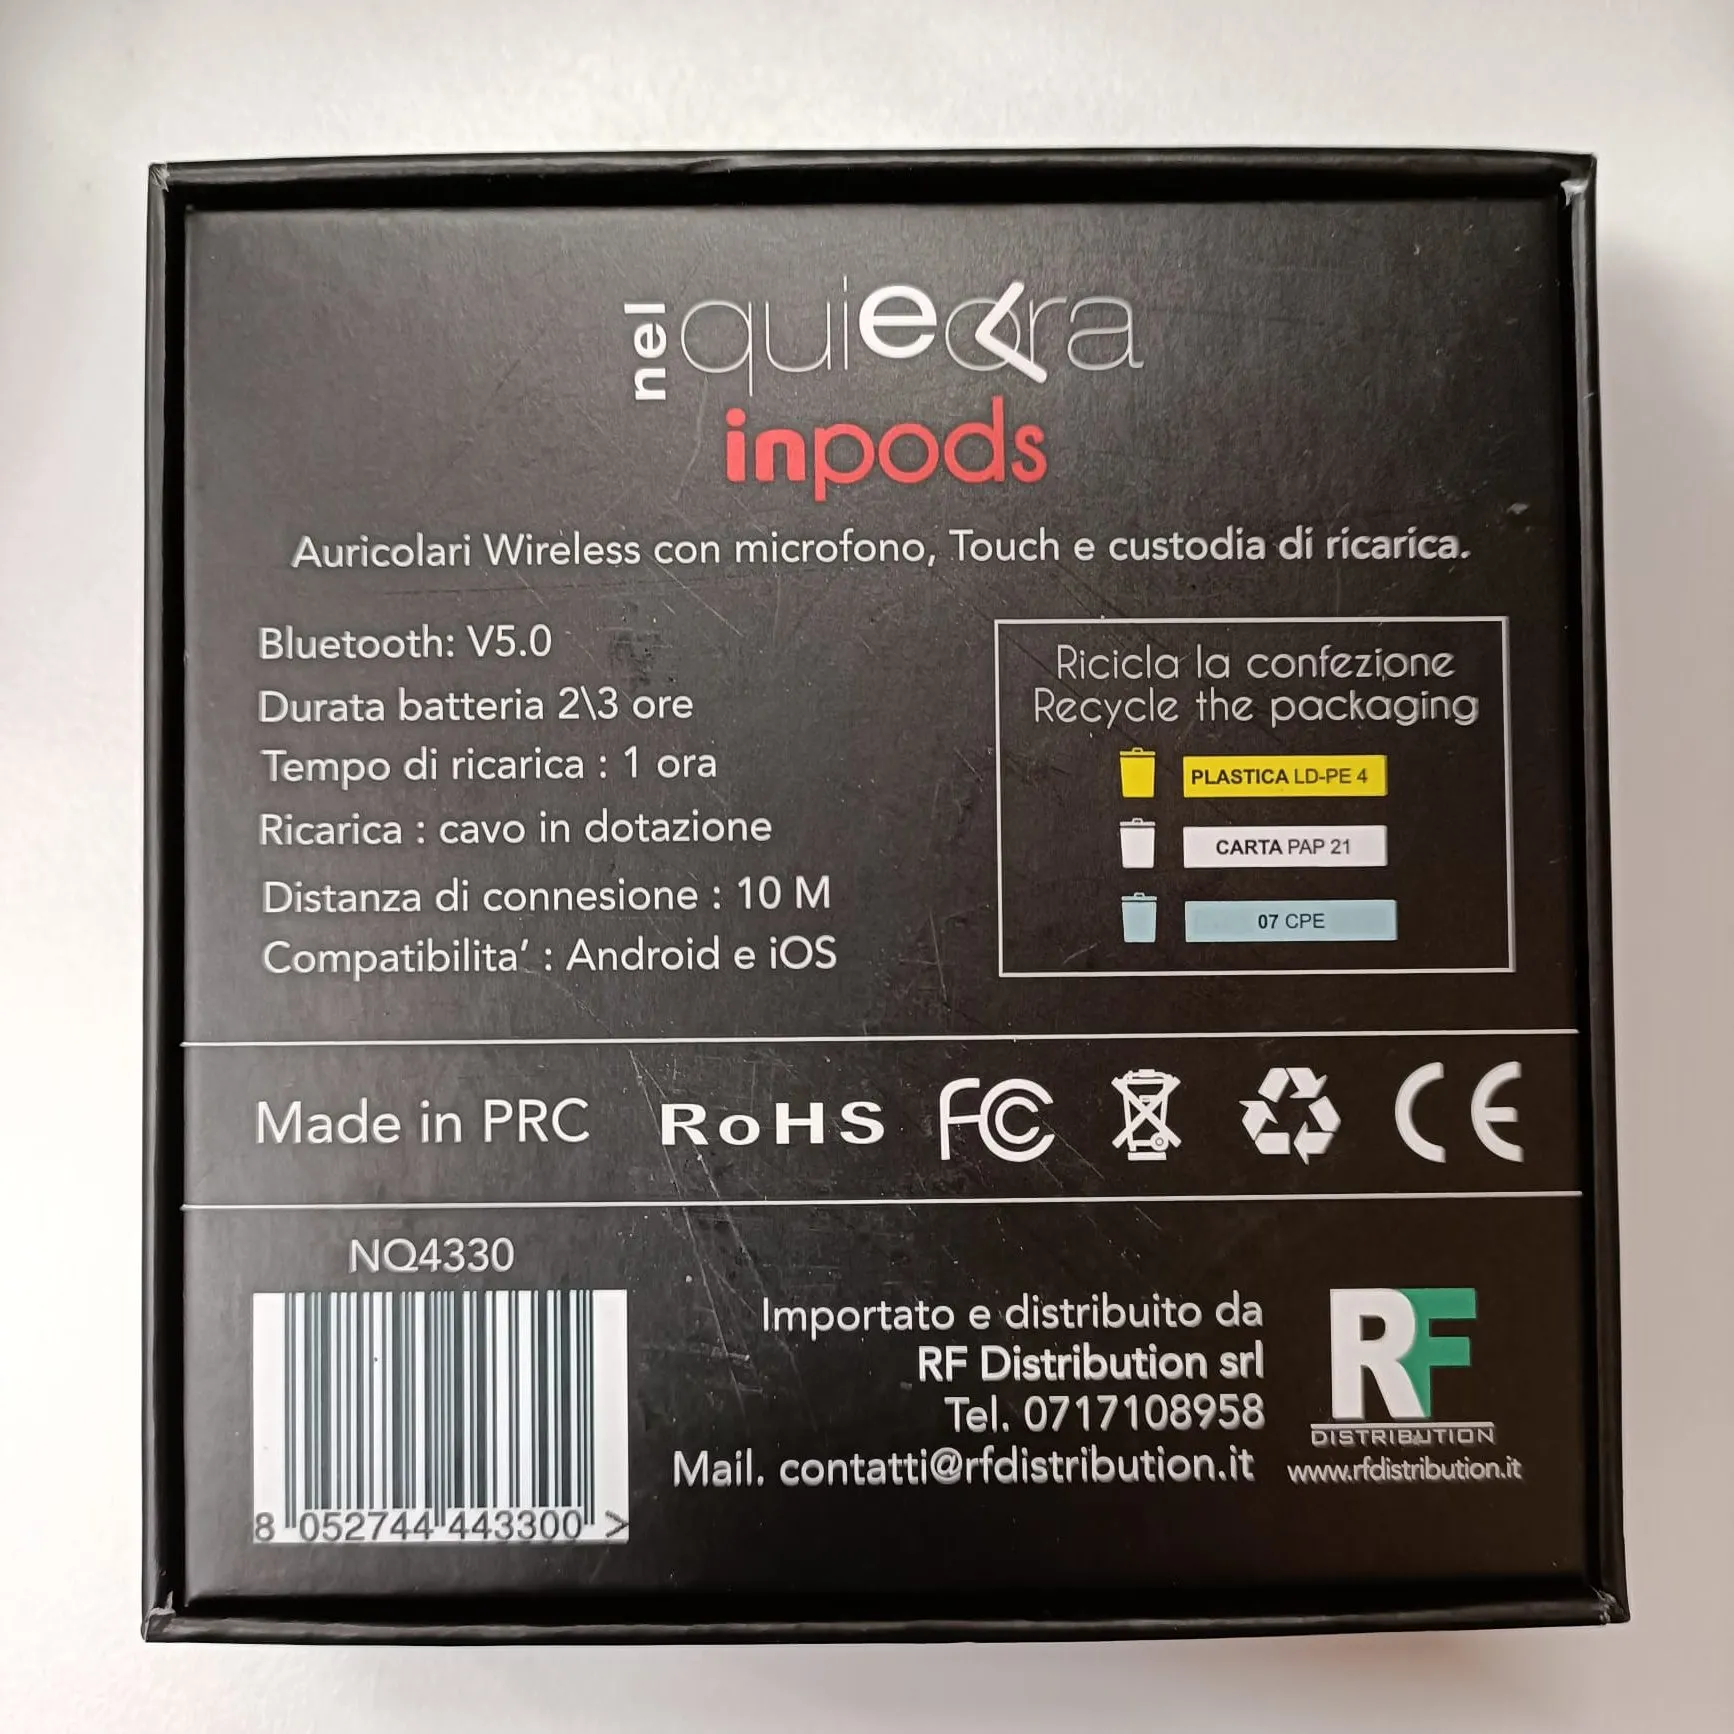 nel quieora
inpods
Auricolari Wireless con microfono, Touch e custodia di ricarica.
Bluetooth: V5.0
Durata batteria 2\3 ore
Tempo di ricarica : 1 ora
Ricarica : cavo in dotazione
Distanza di connesione : 10 M
Compatibilita' : Android e iOS
Ricicla la confezione
Recycle the packaging
PLASTICA LD-PE 4
CARTA PAP 21
07 CPE
Made in PRC RoHS FC CE
NQ4330
8 052744 443300 >
Importato e distribuito da
RF Distribution srl
Tel. 0717108958
Mail. contatti@rfdistribution.it
RF
DISTRIBUTION
www.rfdistribution.it